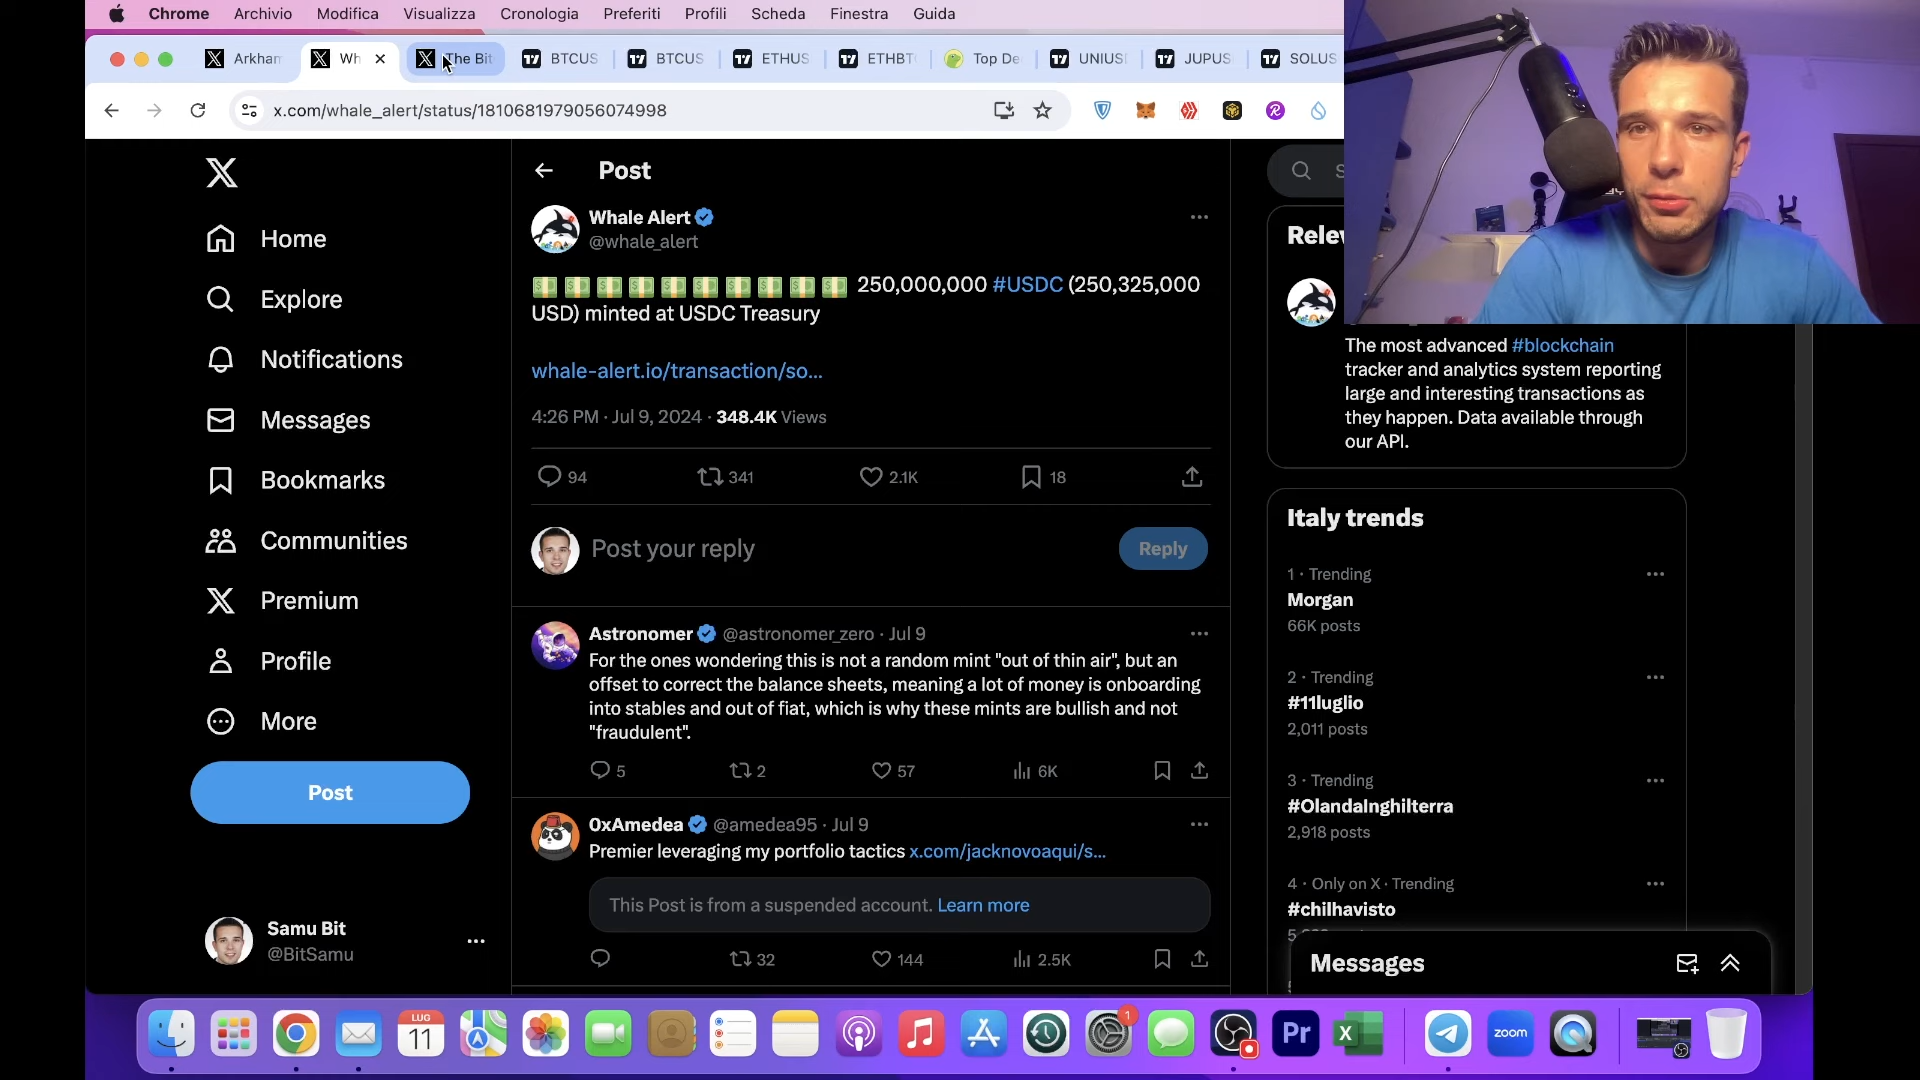 Chrome Archivio Modifica Visualizza Cronologia Preferiti Profili Scheda Finestra Guida
Arkham Wh The Bit BTCUS BTCUS ETHUS ETHBT Top De UNIUS JUPUS SOLUS
x.com/whale_alert/status/1810681979056074998
Post
Whale Alert
@whale_alert
250,000,000 #USDC (250,325,000
USD) minted at USDC Treasury
whale-alert.io/transaction/so...
4:26 PM · Jul 9, 2024 · 348.4K Views
94 341 2.1K 18
Post your reply
Reply
Astronomer @astronomer_zero · Jul 9
For the ones wondering this is not a random mint "out of thin air", but an
offset to correct the balance sheets, meaning a lot of money is onboarding
into stables and out of fiat, which is why these mints are bullish and not
"fraudulent".
5 2 57 6K
0xAmedea @amedea95 · Jul 9
Premier leveraging my portfolio tactics x.com/jacknovoaqui/s...
This Post is from a suspended account. Learn more
32 144 2.5K
Home
Explore
Notifications
Messages
Bookmarks
Communities
Premium
Profile
More
Post
Samu Bit
@BitSamu
The most advanced #blockchain
tracker and analytics system reporting
large and interesting transactions as
they happen. Data available through
our API.
Italy trends
1 · Trending
Morgan
66K posts
2 · Trending
#11luglio
2,011 posts
3 · Trending
#OlandaInghilterra
2,918 posts
4 · Only on X · Trending
#chilhavisto
Messages
LUG
11
1
Pr
zoom